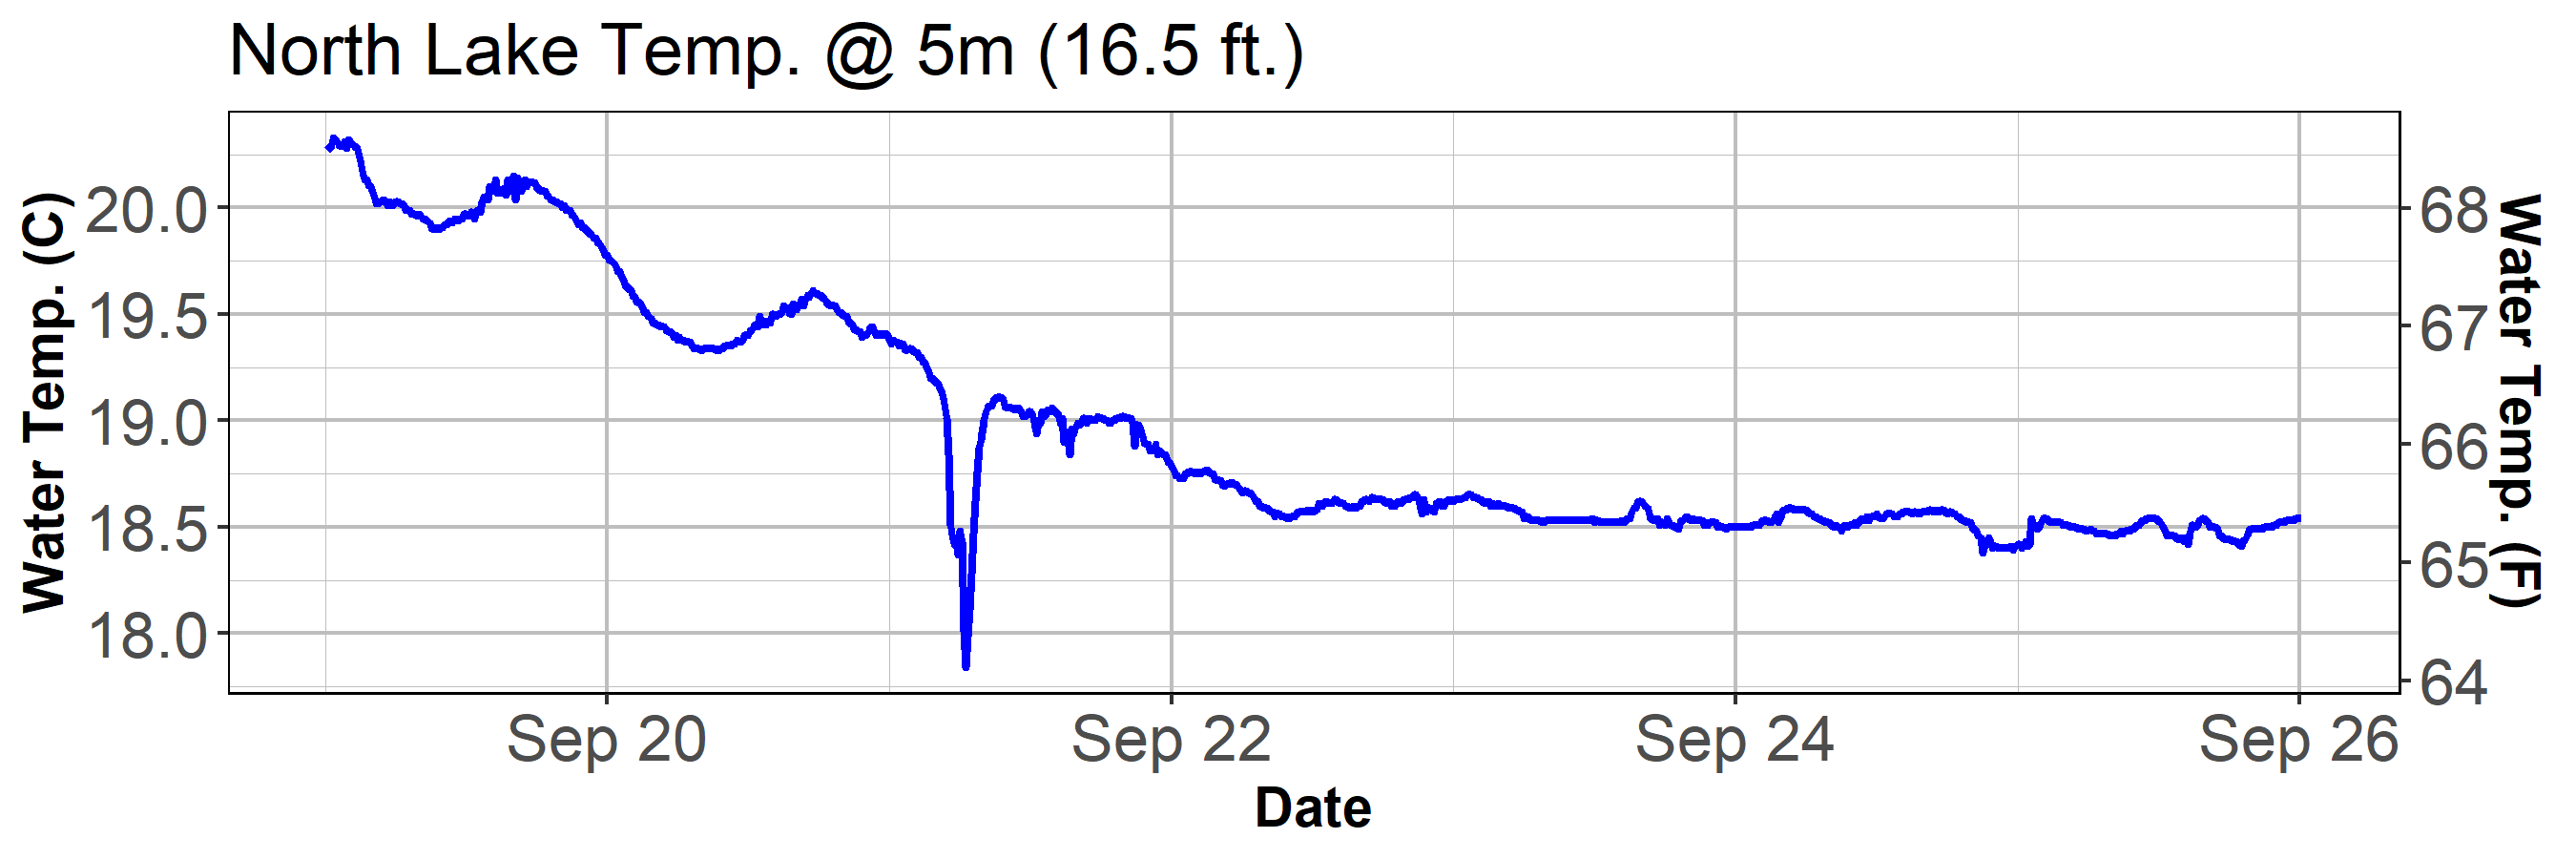 North Lake Temp. @ 5m (16.5 ft.)
Water Temp. (C)
20.0
19.5
19.0
18.5
18.0
68
67
66
65
64
Water Temp. (F)
Sep 20 Sep 22 Sep 24 Sep 26
Date